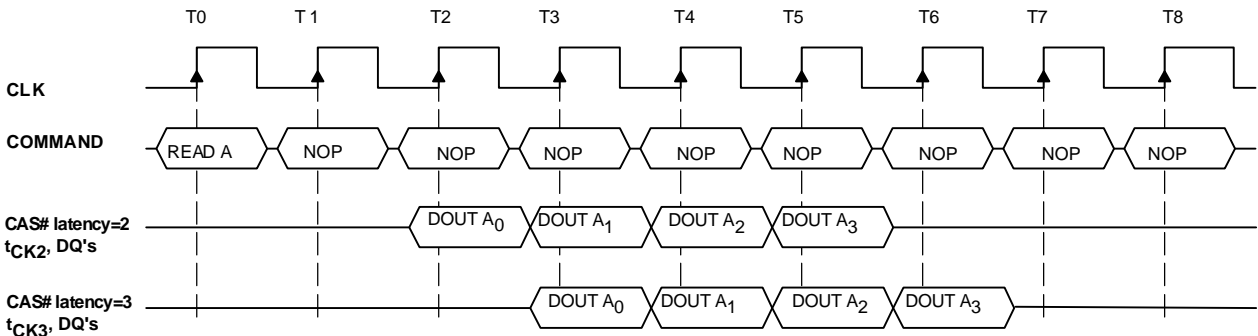 T0 T1 T2 T3 T4 T5 T6 T7 T8
CLK
COMMAND READ A NOP NOP NOP NOP NOP NOP NOP NOP
CAS# latency=2 DOUT A0 DOUT A1 DOUT A2 DOUT A3
tCK2, DQ's
CAS# latency=3 DOUT A0 DOUT A1 DOUT A2 DOUT A3
tCK3, DQ's